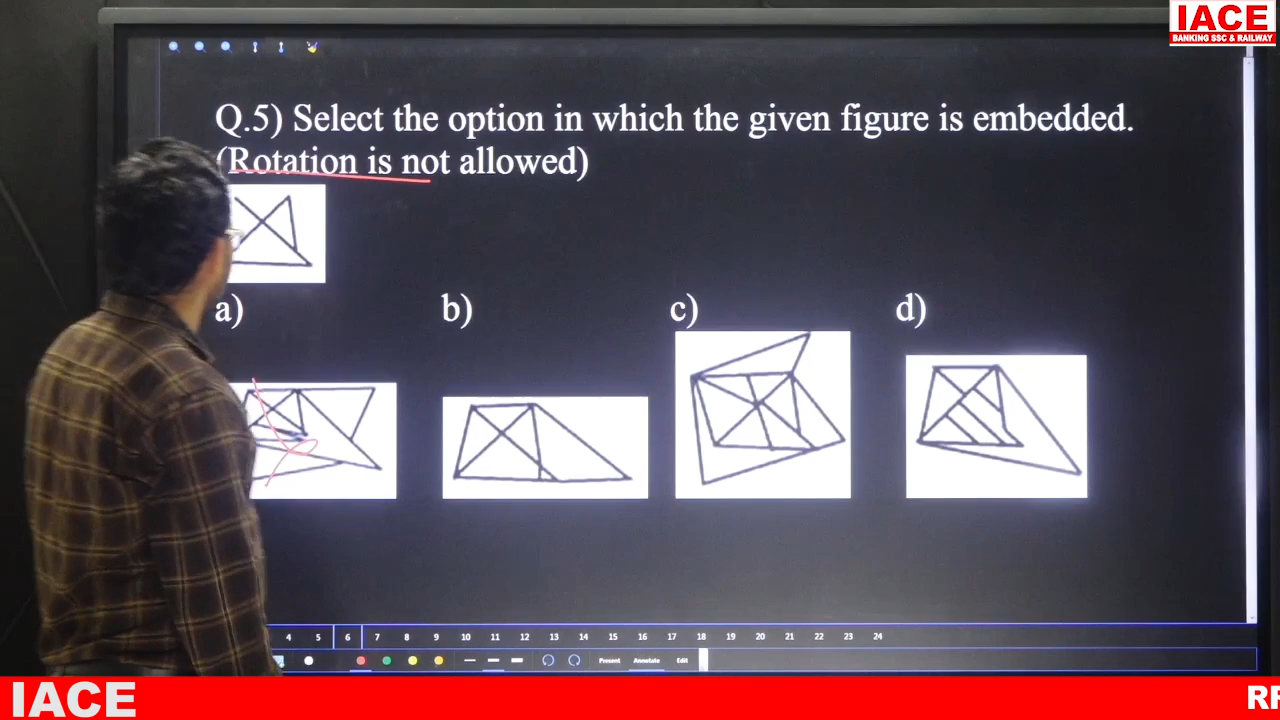 IACE
BANKING SSC & RAILWAY
Q.5) Select the option in which the given figure is embedded.
(Rotation is not allowed)
a)
b)
c)
d)
4 5 6 7 8 9 10 11 12 13 14 15 16 17 18 19 20 21 22 23 24
Present Annotate Edit
IACE
RF